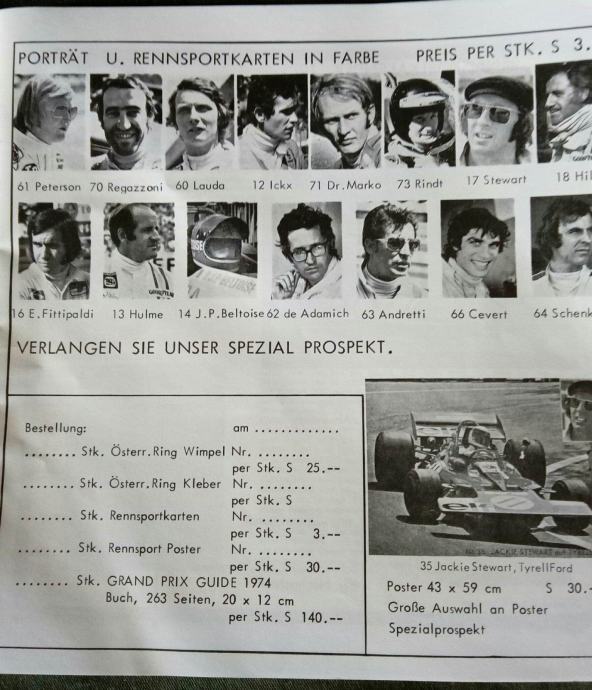 PORTRÄT U. RENNSPORTKARTEN IN FARBE PREIS PER STK. S 3.
61 Peterson 70 Regazzoni 60 Lauda 12 Ickx 71 Dr. Marko 73 Rindt 17 Stewart 18 Hil
16 E.Fittipaldi 13 Hulme 14 J.P.Beltoise 62 de Adamich 63 Andretti 66 Cevert 64 Schenk
VERLANGEN SIE UNSER SPEZIAL PROSPEKT.
Bestellung: am .............
........ Stk. Österr.Ring Wimpel Nr. ........
per Stk. S 25.--
........ Stk. Österr.Ring Kleber Nr. ........
per Stk. S
........ Stk. Rennsportkarten Nr. ........
per Stk. S 3.--
........ Stk. Rennsport Poster Nr. ........
per Stk. S 30.--
........ Stk. GRAND PRIX GUIDE 1974
Buch, 263 Seiten, 20 x 12 cm
per Stk. S 140.--
elf
35 Jackie Stewart, TyrellFord
Poster 43 x 59 cm S 30.-
Große Auswahl an Poster
Spezialprospekt